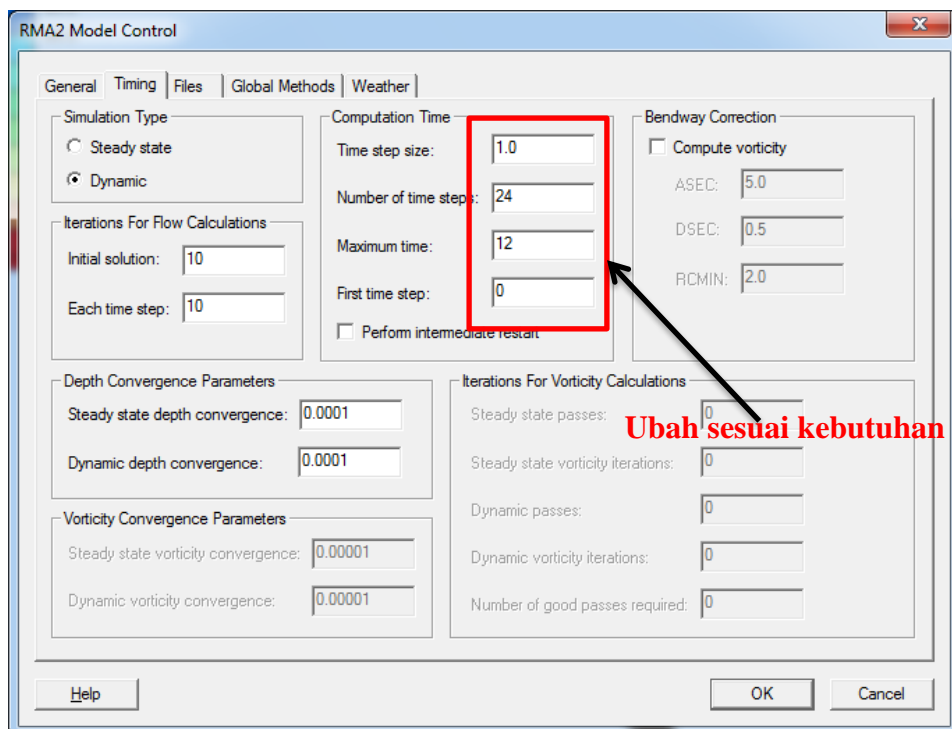 RMA2 Model Control
General Timing Files Global Methods Weather
Simulation Type
Steady state
Dynamic
Iterations For Flow Calculations
Initial solution: 10
Each time step: 10
Computation Time
Time step size: 1.0
Number of time steps: 24
Maximum time: 12
First time step: 0
Perform intermediate restart
Bendway Correction
Compute vorticity
ASEC: 5.0
DSEC: 0.5
RCMIN: 2.0
Depth Convergence Parameters
Steady state depth convergence: 0.0001
Dynamic depth convergence: 0.0001
Vorticity Convergence Parameters
Steady state vorticity convergence: 0.00001
Dynamic vorticity convergence: 0.00001
Iterations For Vorticity Calculations
Steady state passes: 0
Ubah sesuai kebutuhan
Steady state vorticity iterations: 0
Dynamic passes: 0
Dynamic vorticity iterations: 0
Number of good passes required: 0
Help OK Cancel